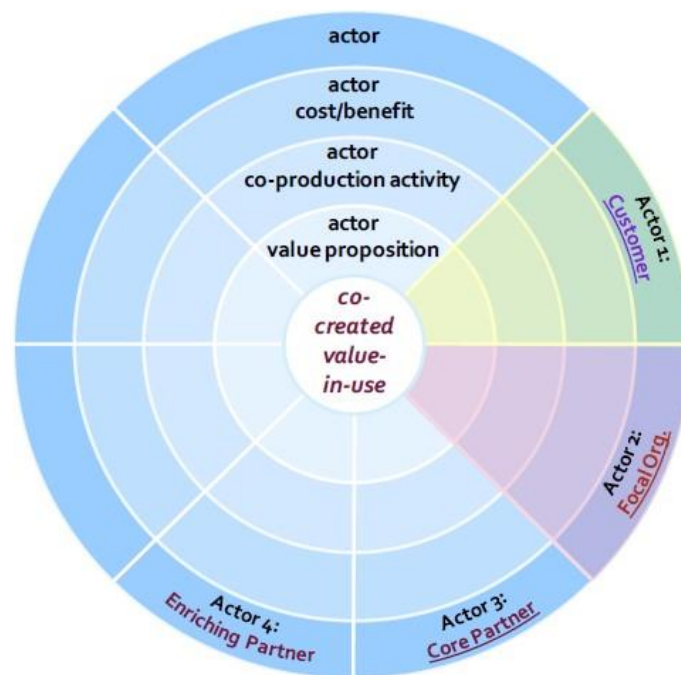 actor
actor
cost/benefit
actor
co-production activity
actor
value proposition
co-
created
value-
in-use
Actor 1:
Customer
Actor 2:
Focal Org.
Actor 3:
Core Partner
Actor 4:
Enriching Partner